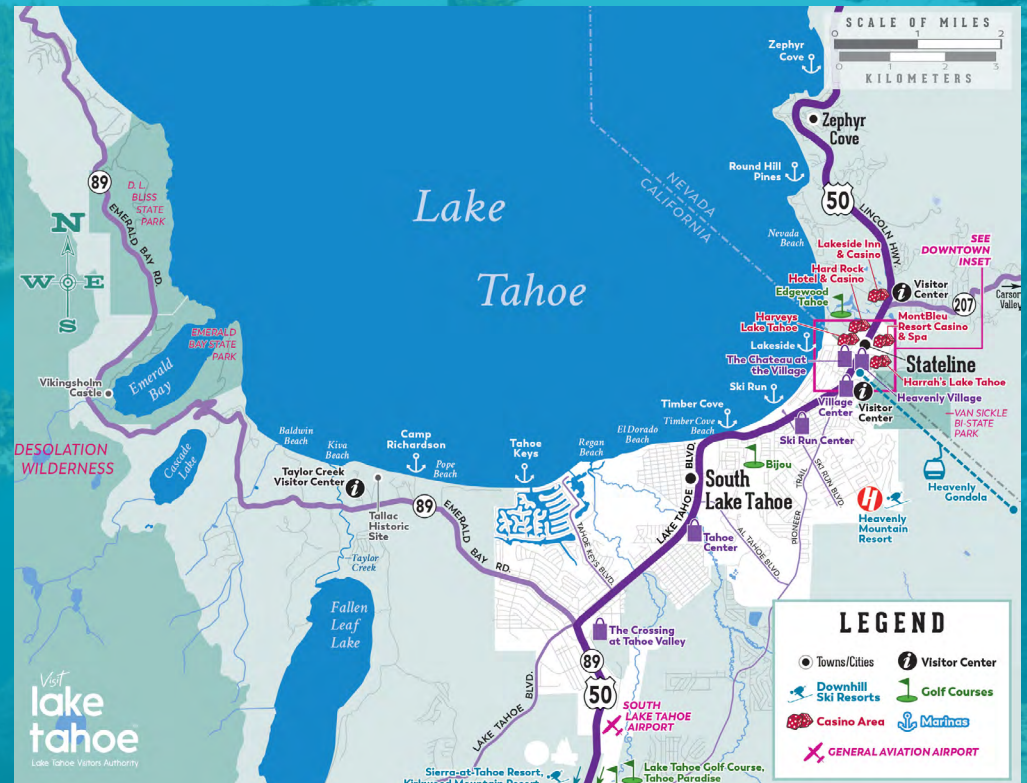 SCALE OF MILES
0 1 2
0 1 2 3
KILOMETERS
Zephyr
Cove
Zephyr
Cove
Round Hill
Pines
50
LINCOLN HWY.
NEVADA
CALIFORNIA
Nevada
Beach
89
D. L.
BLISS
STATE
PARK
EMERALD BAY RD.
N
W E
S
Lake
Tahoe
SEE
DOWNTOWN
INSET
Lakeside Inn
& Casino
Hard Rock
Hotel & Casino
Edgewood
Tahoe
Visitor
Center
207
Carson
Valley
Harveys
Lake Tahoe
MontBleu
Resort Casino
& Spa
Lakeside
Stateline
The Chateau at
the Village
Harrah's Lake Tahoe
Heavenly Village
Ski Run
Village
Center
Visitor
Center
VAN SICKLE
BI-STATE
PARK
EMERALD
BAY STATE
PARK
Emerald
Bay
Vikingsholm
Castle
DESOLATION
WILDERNESS
Cascade
Lake
Baldwin
Beach
Kiva
Beach
Camp
Richardson
Pope
Beach
Tahoe
Keys
Regan
Beach
El Dorado
Beach
Timber Cove
Timber Cove
Beach
Ski Run Center
Bijou
Taylor Creek
Visitor Center
Tallac
Historic
Site
89
EMERALD BAY RD.
Taylor
Creek
Fallen
Leaf
Lake
LAKE TAHOE BLVD.
South
Lake Tahoe
Tahoe
Center
TAHOE KEYS BLVD.
AL TAHOE BLVD.
PIONEER TRAIL
SKI RUN BLVD.
Heavenly
Mountain
Resort
Heavenly
Gondola
The Crossing
at Tahoe Valley
89
50
LAKE TAHOE BLVD.
SOUTH
LAKE TAHOE
AIRPORT
Sierra-at-Tahoe Resort,
Kirkwood Mountain Resort
Lake Tahoe Golf Course,
Tahoe Paradise
LEGEND
Towns/Cities
Visitor Center
Downhill
Ski Resorts
Golf Courses
Casino Area
Marinas
GENERAL AVIATION AIRPORT
Visit
lake
tahoe
Lake Tahoe Visitors Authority